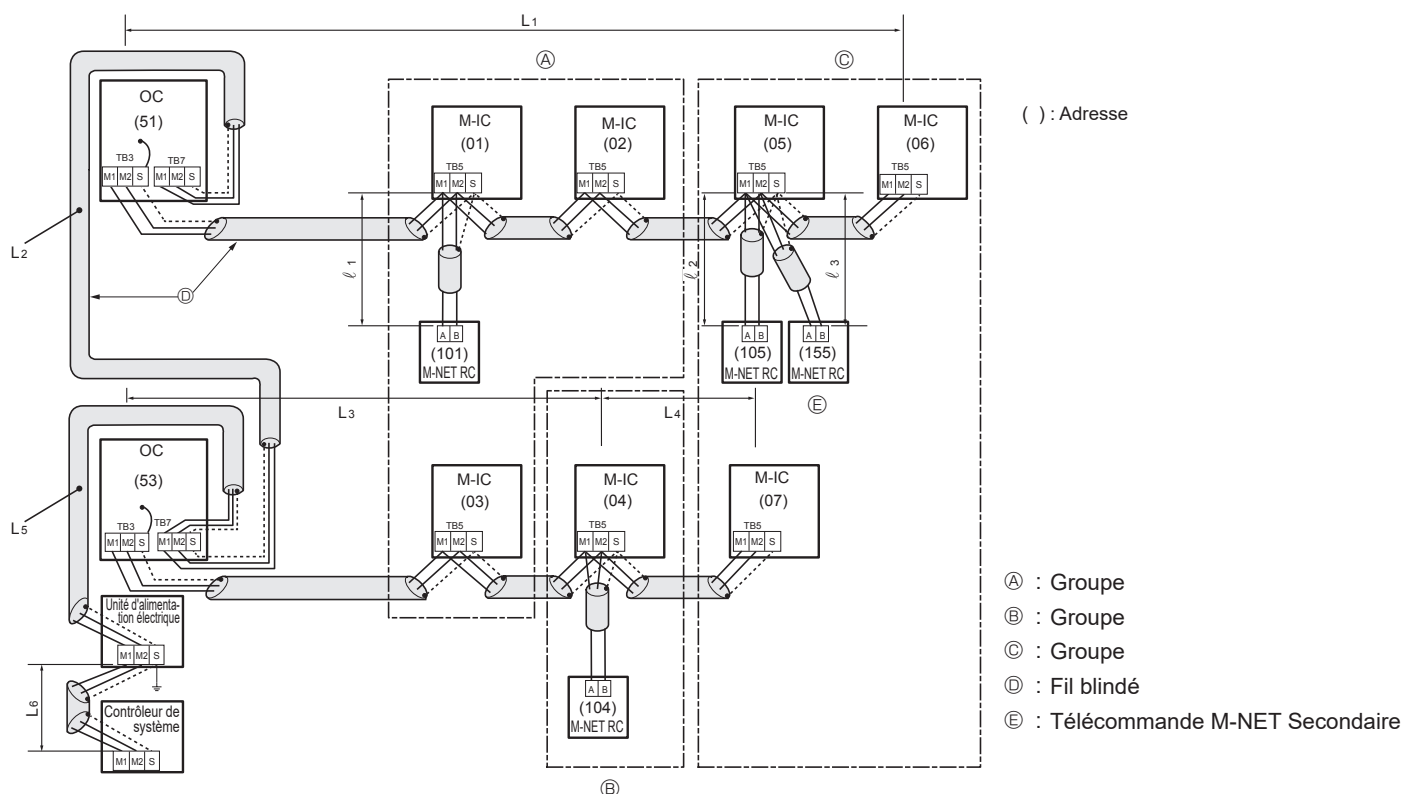 L1
Ⓐ
Ⓒ
OC
(51)
TB3
TB7
M1 M2 S
M1 M2 S
M-IC
(01)
TB5
M1 M2 S
M-IC
(02)
TB5
M1 M2 S
M-IC
(05)
TB5
M1 M2 S
M-IC
(06)
TB5
M1 M2 S
( ) : Adresse
L2
Ⓓ
ℓ1
ℓ2
ℓ3
A B
(101)
M-NET RC
A B
(105)
M-NET RC
A B
(155)
M-NET RC
Ⓔ
L3
L4
OC
(53)
TB3
TB7
M1 M2 S
M1 M2 S
M-IC
(03)
TB5
M1 M2 S
M-IC
(04)
TB5
M1 M2 S
M-IC
(07)
TB5
M1 M2 S
L5
Unité d'alimenta-
tion électrique
M1 M2 S
L6
Contrôleur de
système
M1 M2 S
A B
(104)
M-NET RC
Ⓑ
Ⓐ : Groupe
Ⓑ : Groupe
Ⓒ : Groupe
Ⓓ : Fil blindé
Ⓔ : Télécommande M-NET Secondaire